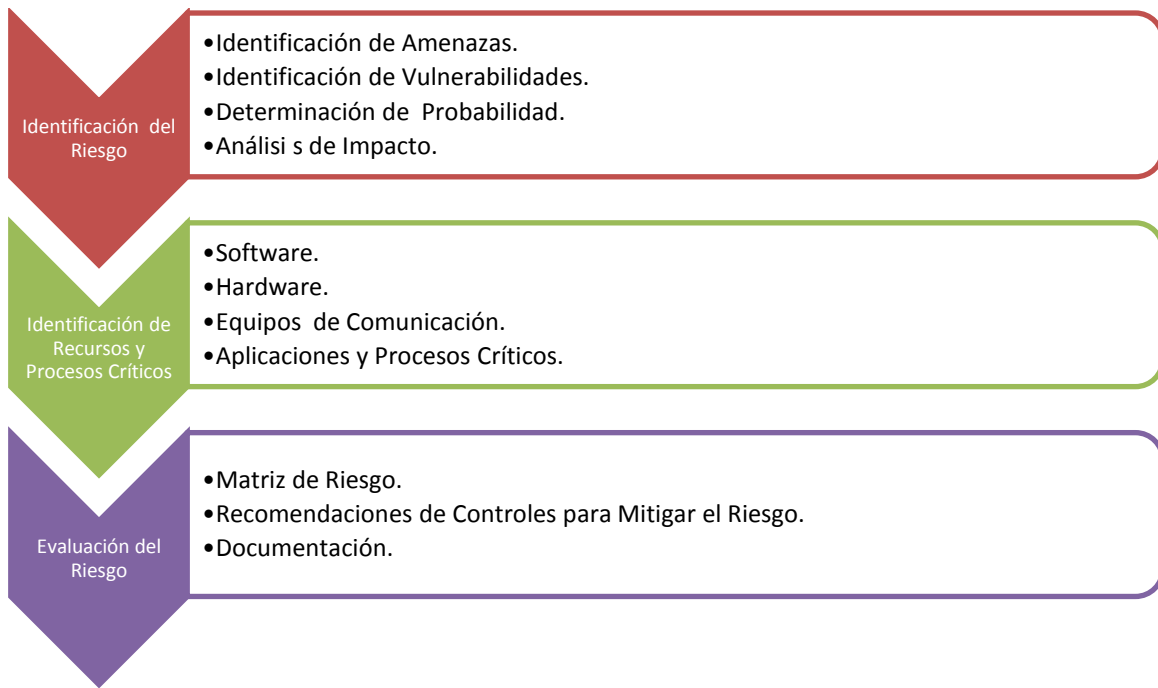 Identificación del
Riesgo
•Identificación de Amenazas.
•Identificación de Vulnerabilidades.
•Determinación de Probabilidad.
•Análisi s de Impacto.
Identificación de
Recursos y
Procesos Críticos
•Software.
•Hardware.
•Equipos de Comunicación.
•Aplicaciones y Procesos Críticos.
Evaluación del
Riesgo
•Matriz de Riesgo.
•Recomendaciones de Controles para Mitigar el Riesgo.
•Documentación.